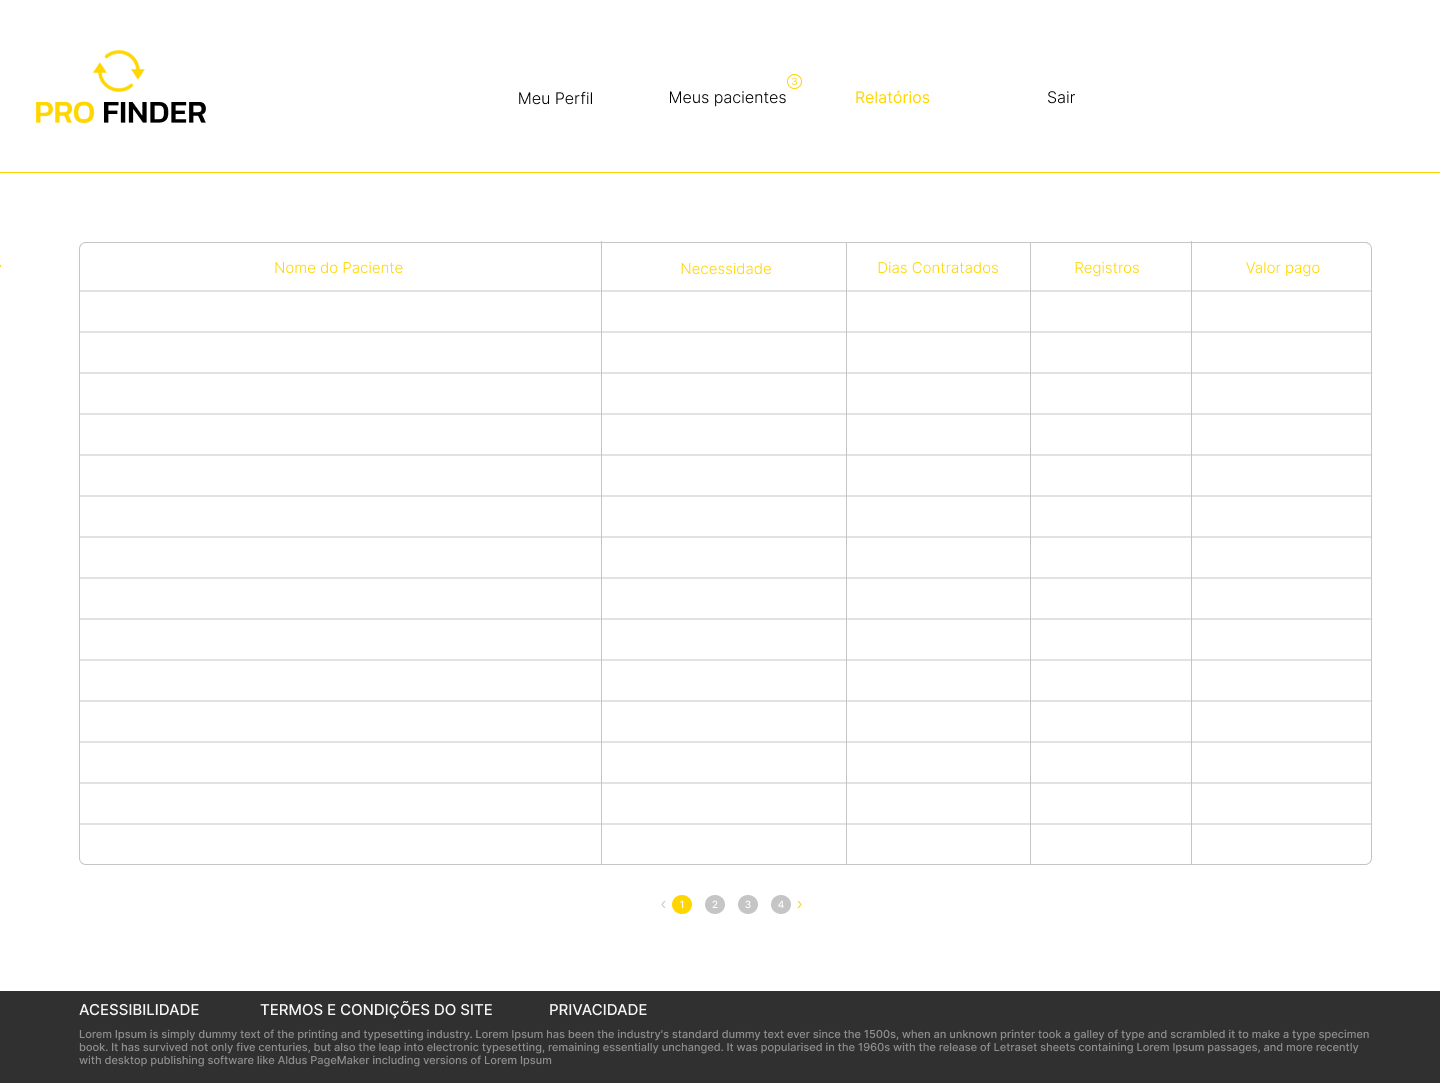 PRO FINDER
Meu Perfil
Meus pacientes
3
Relatórios
Sair
Nome do Paciente
Necessidade
Dias Contratados
Registros
Valor pago
‹ 1 2 3 4 ›
ACESSIBILIDADE
TERMOS E CONDIÇÕES DO SITE
PRIVACIDADE
Lorem Ipsum is simply dummy text of the printing and typesetting industry. Lorem Ipsum has been the industry's standard dummy text ever since the 1500s, when an unknown printer took a galley of type and scrambled it to make a type specimen
book. It has survived not only five centuries, but also the leap into electronic typesetting, remaining essentially unchanged. It was popularised in the 1960s with the release of Letraset sheets containing Lorem Ipsum passages, and more recently
with desktop publishing software like Aldus PageMaker including versions of Lorem Ipsum